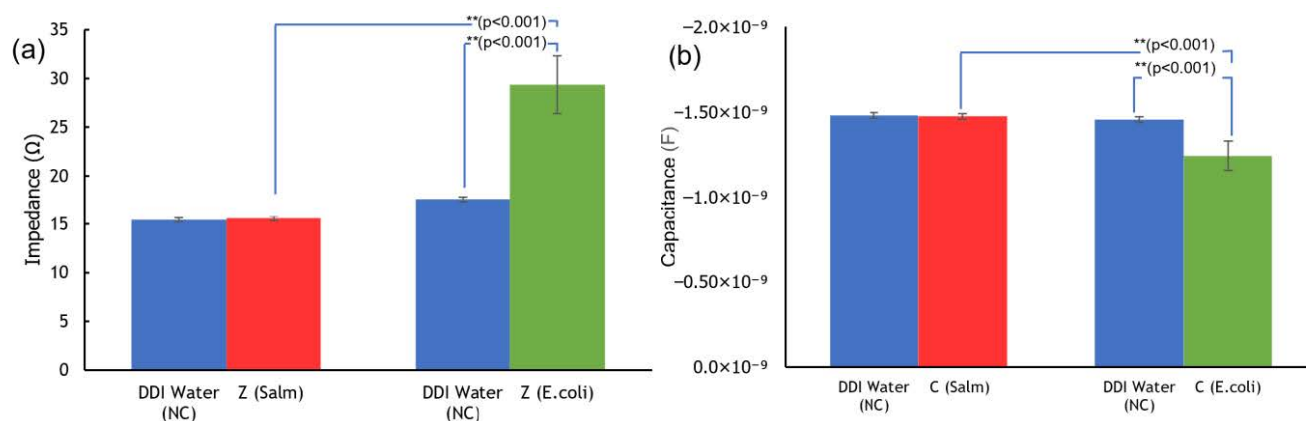 (a)
**(p<0.001)
**(p<0.001)
Impedance (Ω)
35
30
25
20
15
10
5
0
DDI Water
(NC)
Z (Salm)
DDI Water
(NC)
Z (E.coli)
(b)
**(p<0.001)
**(p<0.001)
Capacitance (F)
−2.0×10⁻⁹
−1.50×10⁻⁹
−1.0×10⁻⁹
−0.50×10⁻⁹
0.0×10⁻⁹
DDI Water
(NC)
C (Salm)
DDI Water
(NC)
C (E.coli)